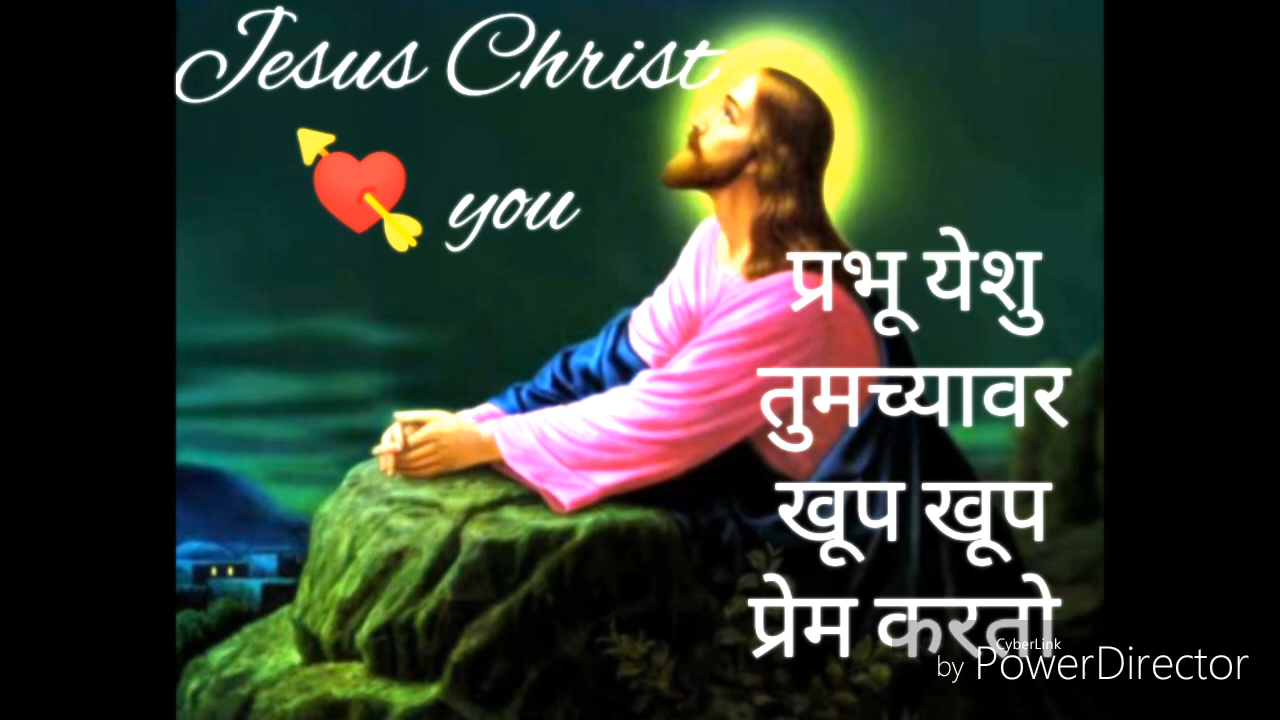 Jesus Christ
💘 you
प्रभू येशु
तुमच्यावर
खूप खूप
प्रेम करतो
CyberLink
by PowerDirector